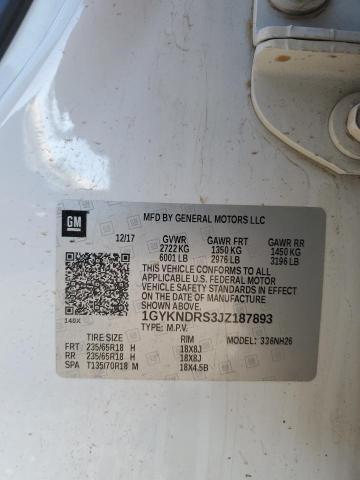 GM
MFD BY GENERAL MOTORS LLC
12/17 GVWR GAWR FRT GAWR RR
2722 KG 1350 KG 1450 KG
6001 LB 2976 LB 3196 LB
THIS VEHICLE CONFORMS TO ALL
APPLICABLE U.S. FEDERAL MOTOR
VEHICLE SAFETY STANDARDS IN
EFFECT ON THE DATE OF
MANUFACTURE SHOWN ABOVE.
1GYKNDRS3JZ187893
148X TYPE: M.P.V.
TIRE SIZE RIM MODEL: 336NH26
FRT 235/65R18 H 18X8J
RR 235/65R18 H 18X8J
SPA T135/70R18 M 18X4.5B